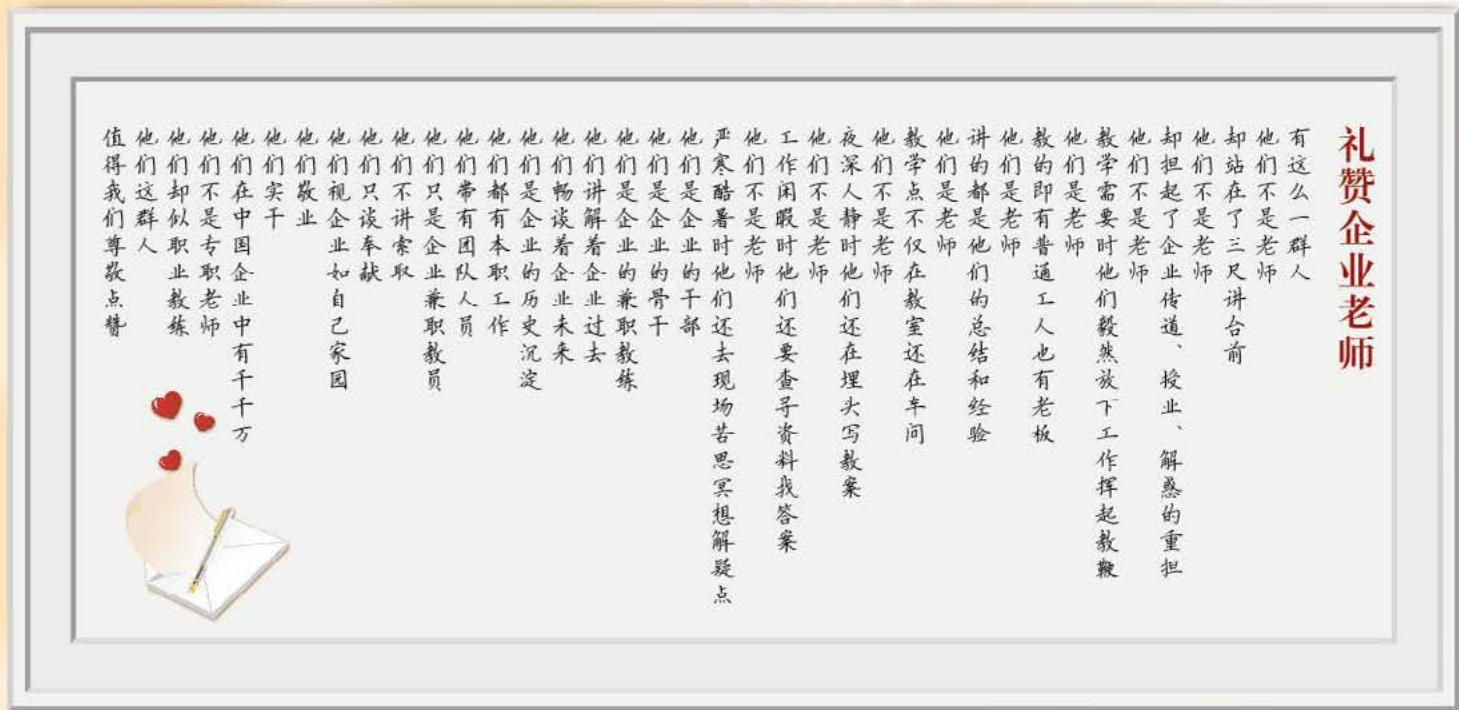 礼赞企业老师
有这么一群人
他们不是老师
却站在了三尺讲台前
他们不是老师
却担起了企业传道、授业、解惑的重担
他们不是老师
教学需要时他们毅然放下工作挥起教鞭
他们是老师
教的即有普通工人也有老板
他们是老师
讲的都是他们的总结和经验
他们是老师
教学点不仅在教室还在车间
他们不是老师
夜深人静时他们还在埋头写教案
他们不是老师
工作闲暇时他们还要查寻资料找答案
他们不是老师
严寒酷暑时他们还去现场苦思冥想解疑点
他们是企业的干部
他们是企业的骨干
他们是企业的兼职教练
他们讲解着企业过去
他们畅谈着企业未来
他们是企业的历史沉淀
他们都有本职工作
他们带有团队人员
他们只是企业兼职教员
他们不讲索取
他们只谈奉献
他们视企业如自己家园
他们敬业
他们实干
他们在中国企业中有千千万
他们不是专职老师
他们却似职业教练
他们这群人
值得我们尊敬点赞